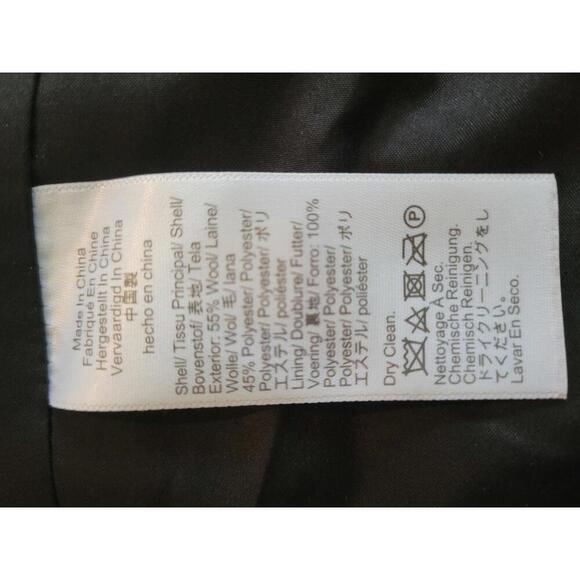 Made In China
Fabriqué En Chine
Hergestellt In China
Vervaardigd In China
中国製
hecho en china
Shell/ Tissu Principal/ Shell/
Bovenstof/ 表地/ Tela
Exterior: 55% Wool/ Laine/
Wolle/ Wol/ 毛/ lana
45% Polyester/ Polyester/
Polyester/ Polyester/ ポリ
エステル/ poliéster
Lining/ Doublure/ Futter/
Voering/ 裏地/ Forro: 100%
Polyester/ Polyester/
Polyester/ Polyester/ ポリ
エステル/ poliéster
Dry Clean.
P
Nettoyage A Sec.
Chemische Reinigung.
Chemisch Reinigen.
ドライクリーニングをし
てください。
Lavar En Seco.